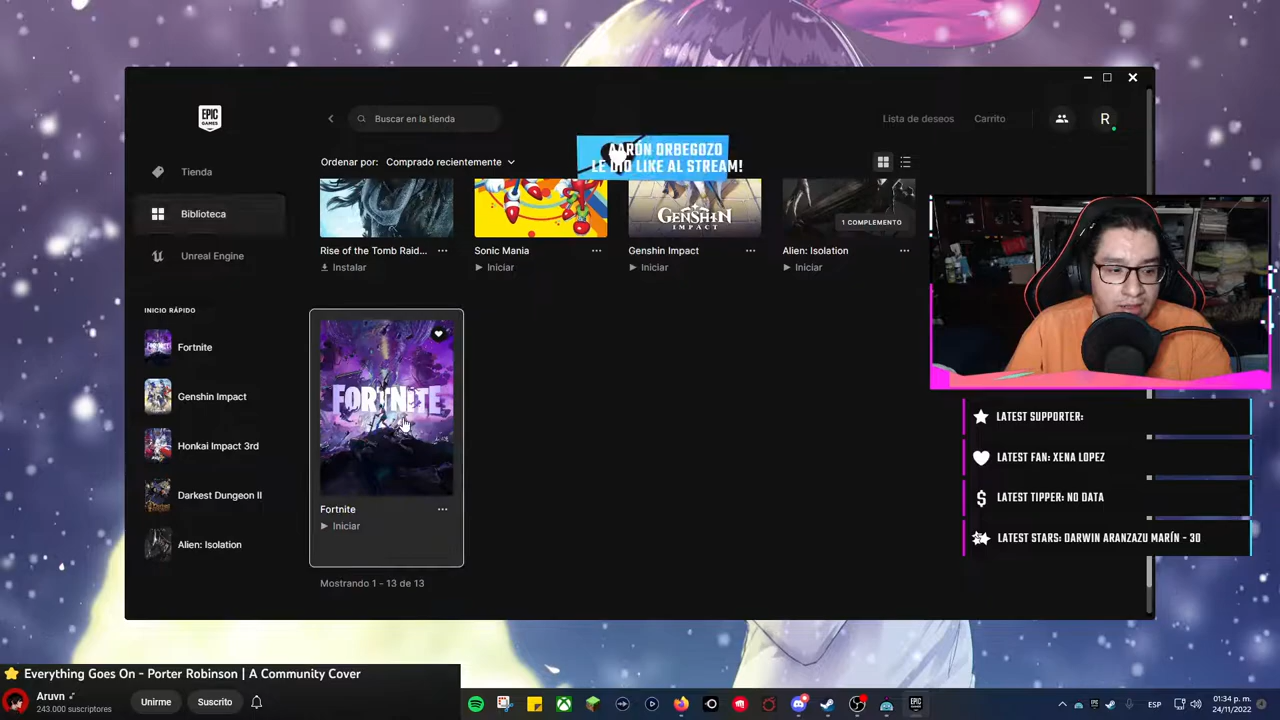 EPIC
GAMES
Buscar en la tienda
Lista de deseos
Carrito
R
Ordenar por: Comprado recientemente
AARÓN ORBEGOZO
LE DIO LIKE AL STREAM!
Tienda
Biblioteca
Unreal Engine
GENSHIN
IMPACT
1 COMPLEMENTO
Rise of the Tomb Raid...
Instalar
Sonic Mania
Iniciar
Genshin Impact
Iniciar
Alien: Isolation
Iniciar
INICIO RÁPIDO
Fortnite
Genshin Impact
Honkai Impact 3rd
Darkest Dungeon II
Alien: Isolation
FORTNITE
Fortnite
Iniciar
Mostrando 1 - 13 de 13
LATEST SUPPORTER:
LATEST FAN: XENA LOPEZ
LATEST TIPPER: NO DATA
LATEST STARS: DARWIN ARANZAZU MARÍN - 30
Everything Goes On - Porter Robinson | A Community Cover
Aruvn
243.000 suscriptores
Unirme
Suscrito
EPIC
ESP
01:34 p. m.
24/11/2022